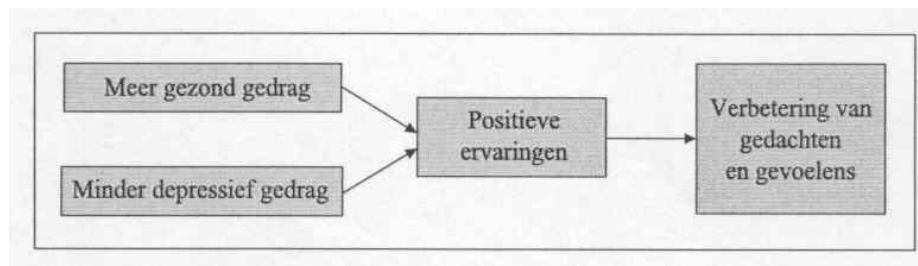 Meer gezond gedrag
Minder depressief gedrag
Positieve
ervaringen
Verbetering van
gedachten
en gevoelens